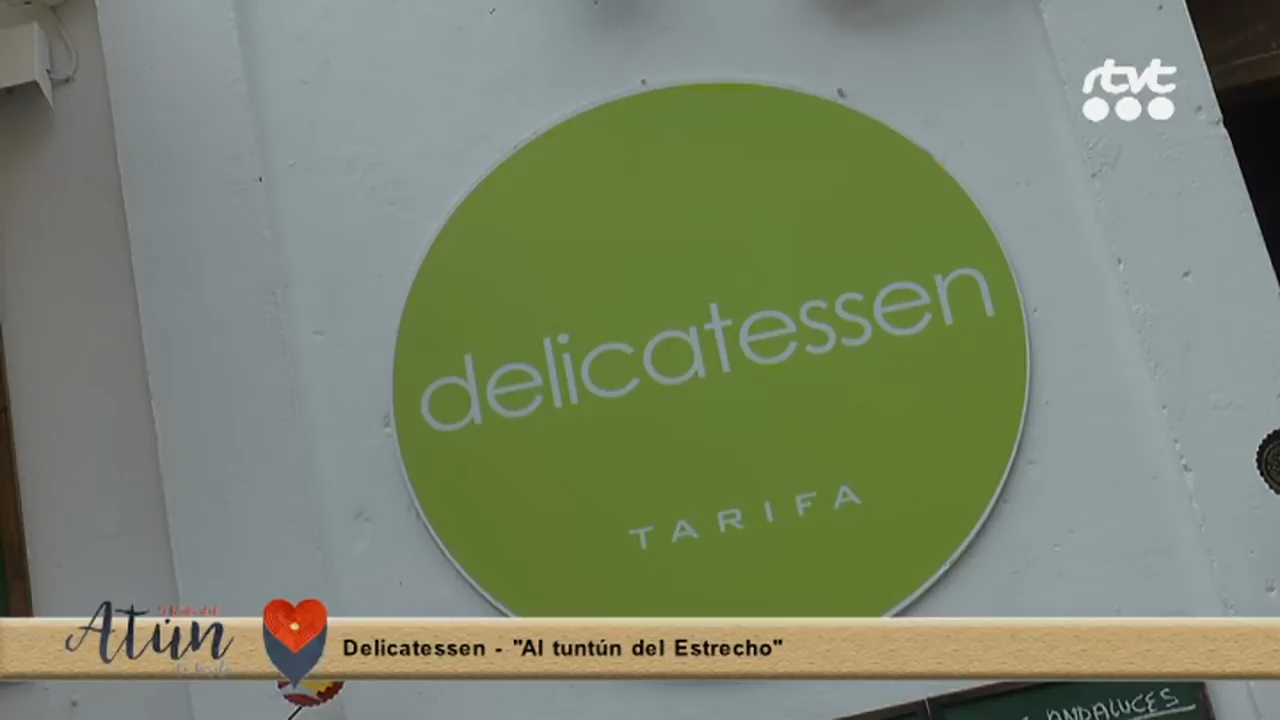 rtvt
delicatessen
TARIFA
Atún
Delicatessen - "Al tuntún del Estrecho"
ANDALUCES